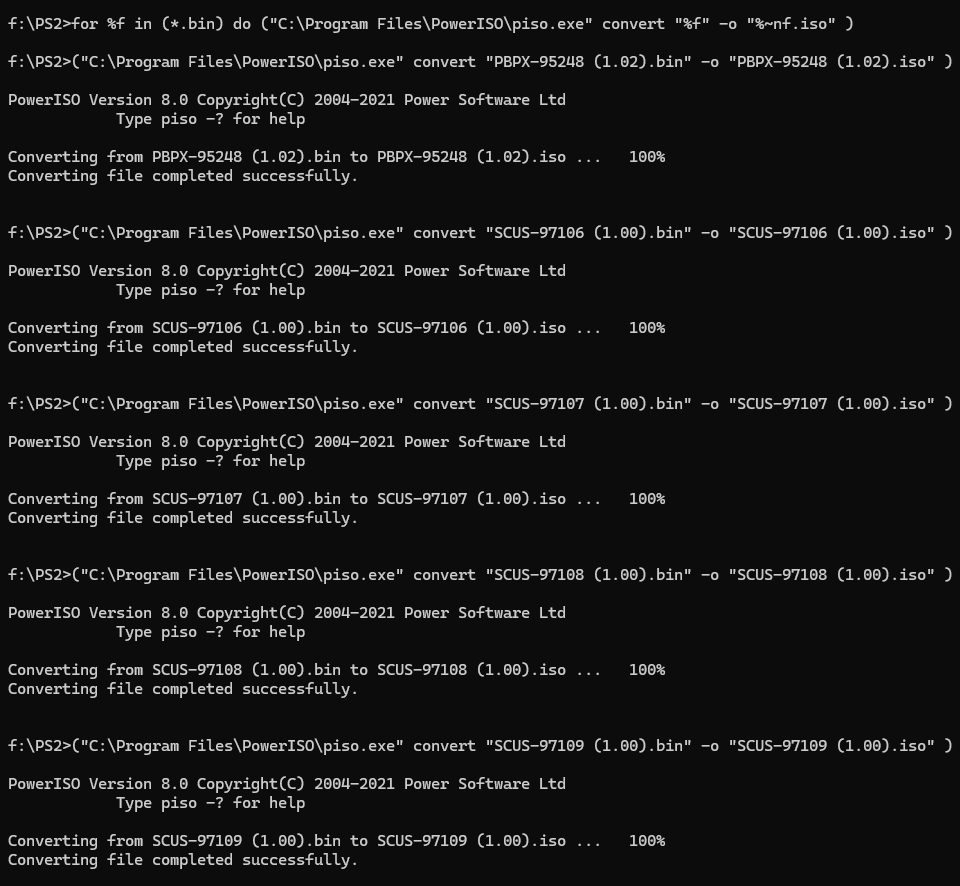 f:\PS2>for %f in (*.bin) do ("C:\Program Files\PowerISO\piso.exe" convert "%f" -o "%~nf.iso" )
f:\PS2>("C:\Program Files\PowerISO\piso.exe" convert "PBPX-95248 (1.02).bin" -o "PBPX-95248 (1.02).iso" )
PowerISO Version 8.0 Copyright(C) 2004-2021 Power Software Ltd
Type piso -? for help
Converting from PBPX-95248 (1.02).bin to PBPX-95248 (1.02).iso ... 100%
Converting file completed successfully.
f:\PS2>("C:\Program Files\PowerISO\piso.exe" convert "SCUS-97106 (1.00).bin" -o "SCUS-97106 (1.00).iso" )
PowerISO Version 8.0 Copyright(C) 2004-2021 Power Software Ltd
Type piso -? for help
Converting from SCUS-97106 (1.00).bin to SCUS-97106 (1.00).iso ... 100%
Converting file completed successfully.
f:\PS2>("C:\Program Files\PowerISO\piso.exe" convert "SCUS-97107 (1.00).bin" -o "SCUS-97107 (1.00).iso" )
PowerISO Version 8.0 Copyright(C) 2004-2021 Power Software Ltd
Type piso -? for help
Converting from SCUS-97107 (1.00).bin to SCUS-97107 (1.00).iso ... 100%
Converting file completed successfully.
f:\PS2>("C:\Program Files\PowerISO\piso.exe" convert "SCUS-97108 (1.00).bin" -o "SCUS-97108 (1.00).iso" )
PowerISO Version 8.0 Copyright(C) 2004-2021 Power Software Ltd
Type piso -? for help
Converting from SCUS-97108 (1.00).bin to SCUS-97108 (1.00).iso ... 100%
Converting file completed successfully.
f:\PS2>("C:\Program Files\PowerISO\piso.exe" convert "SCUS-97109 (1.00).bin" -o "SCUS-97109 (1.00).iso" )
PowerISO Version 8.0 Copyright(C) 2004-2021 Power Software Ltd
Type piso -? for help
Converting from SCUS-97109 (1.00).bin to SCUS-97109 (1.00).iso ... 100%
Converting file completed successfully.